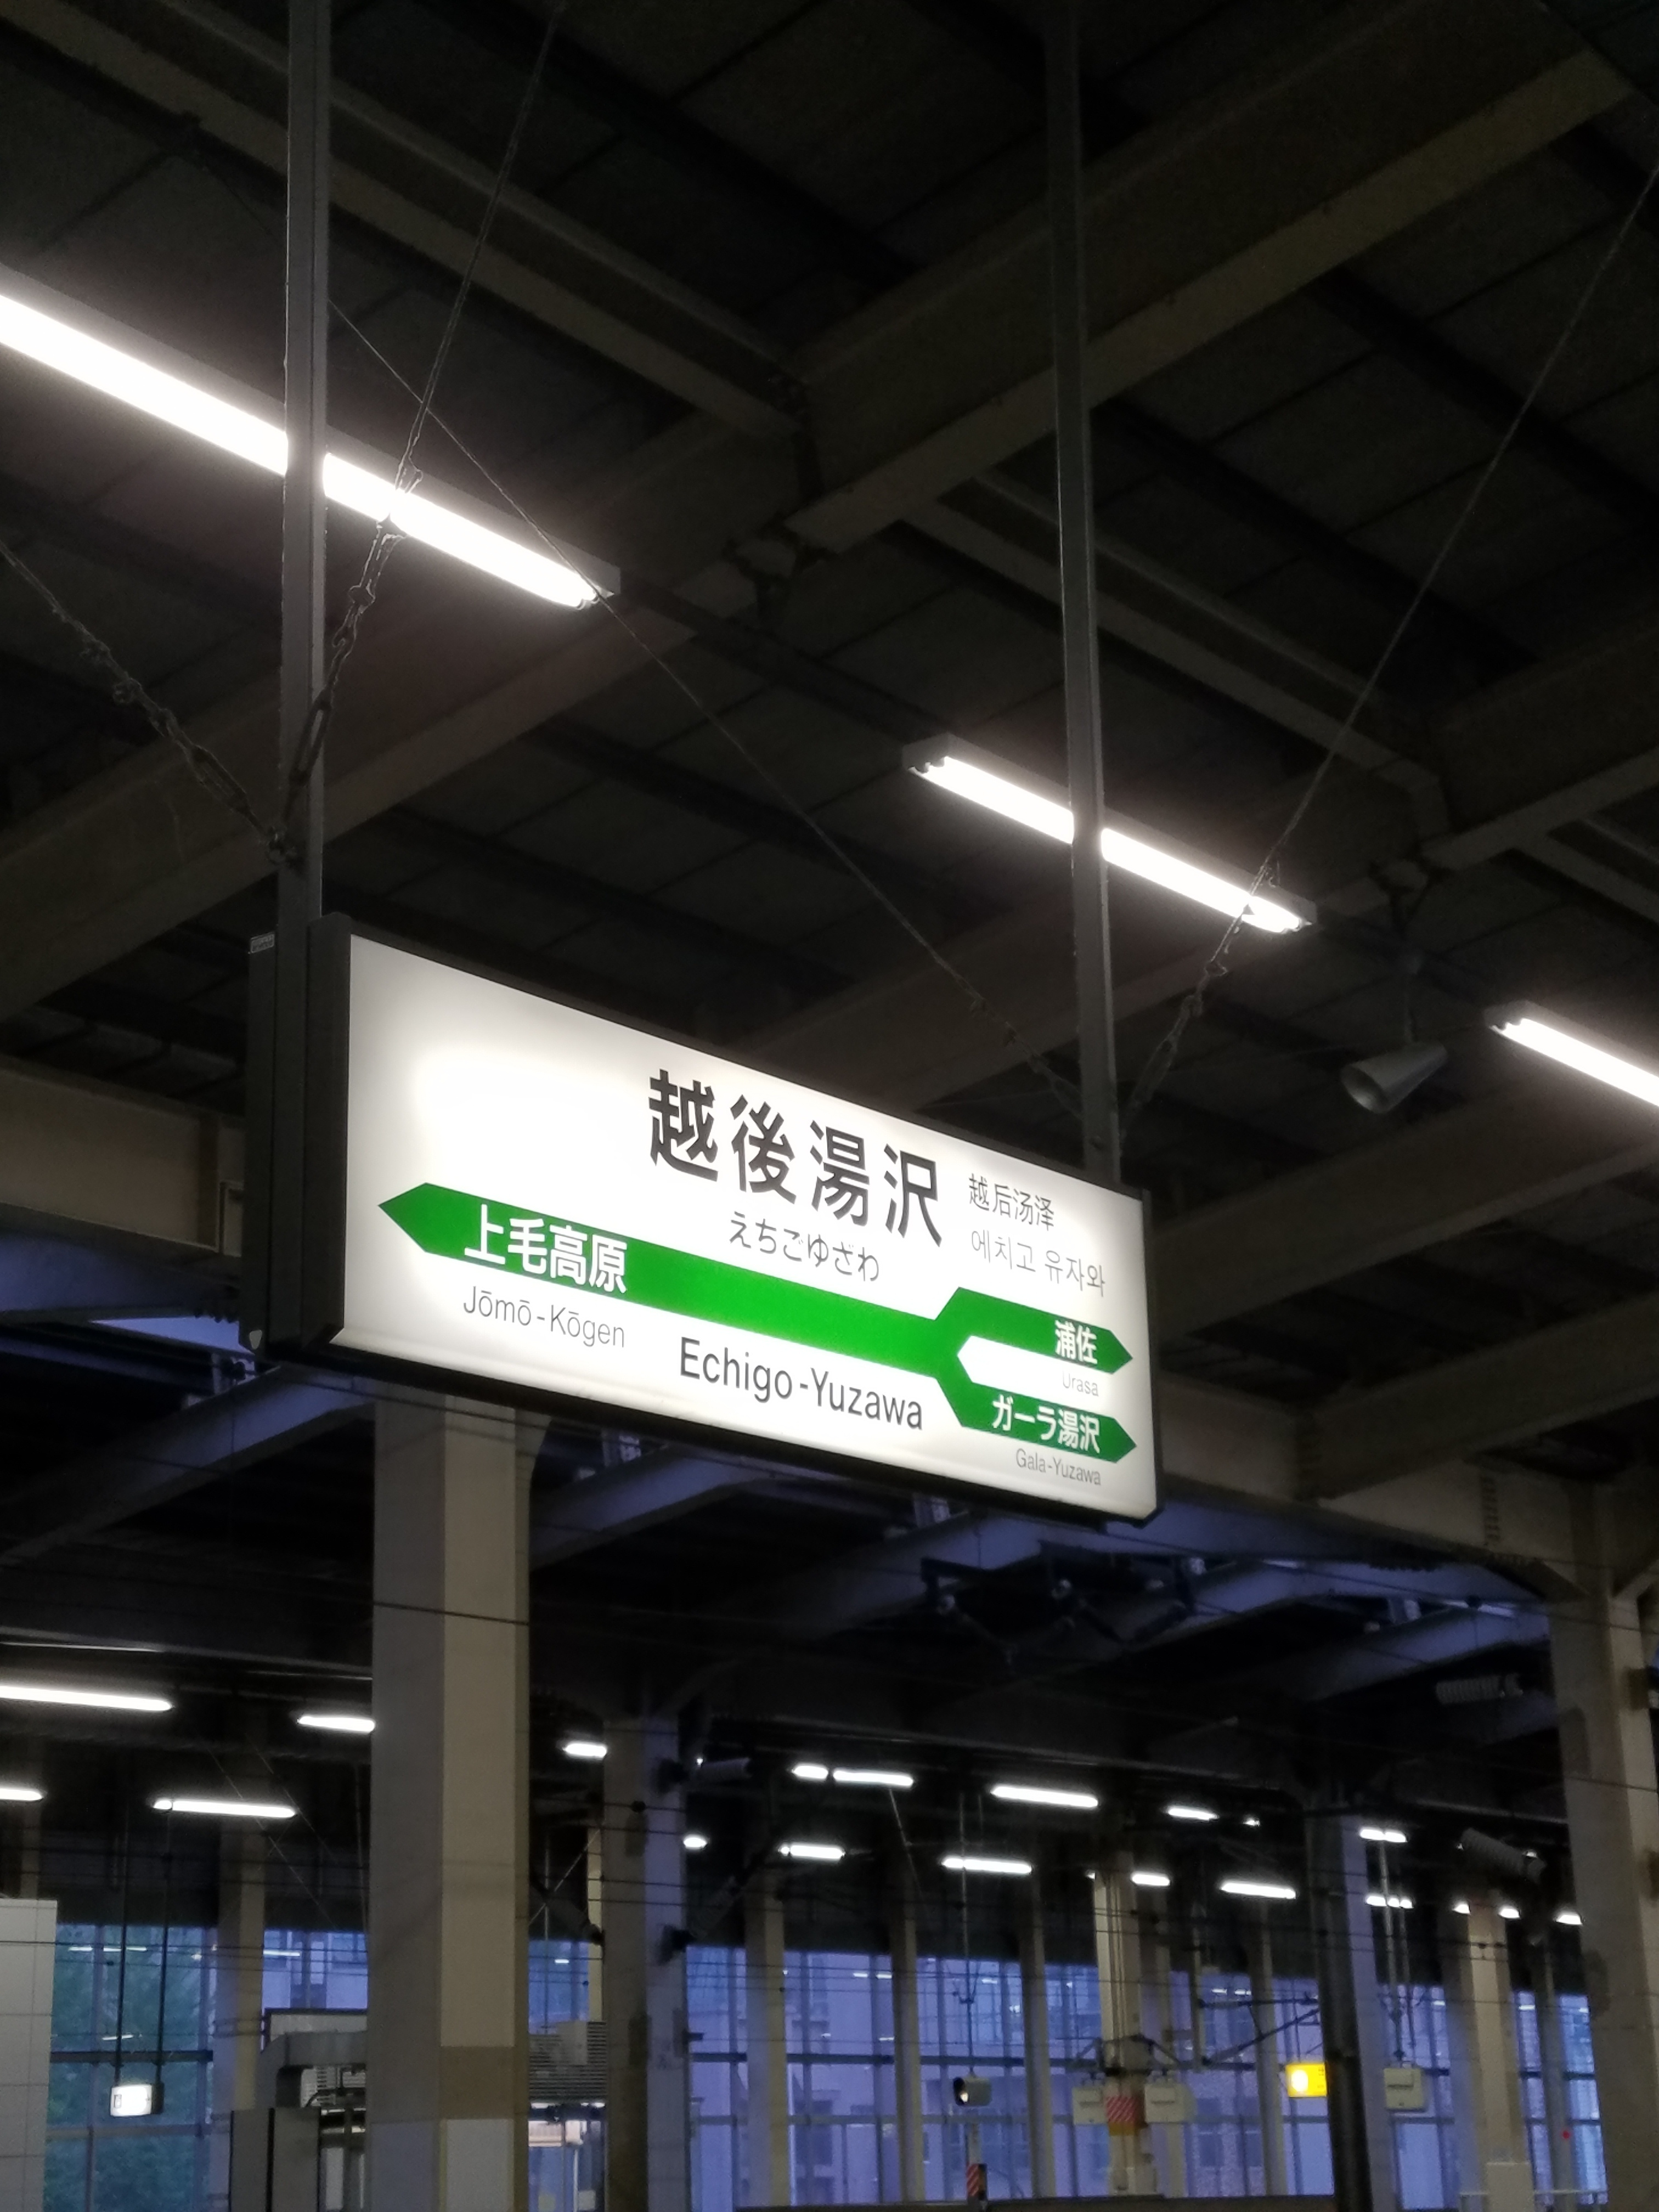 越後湯沢
越后汤泽
에치고 유자와
えちごゆざわ
上毛高原
Jōmō-Kōgen
Echigo-Yuzawa
浦佐
Urasa
ガーラ湯沢
Gala-Yuzawa